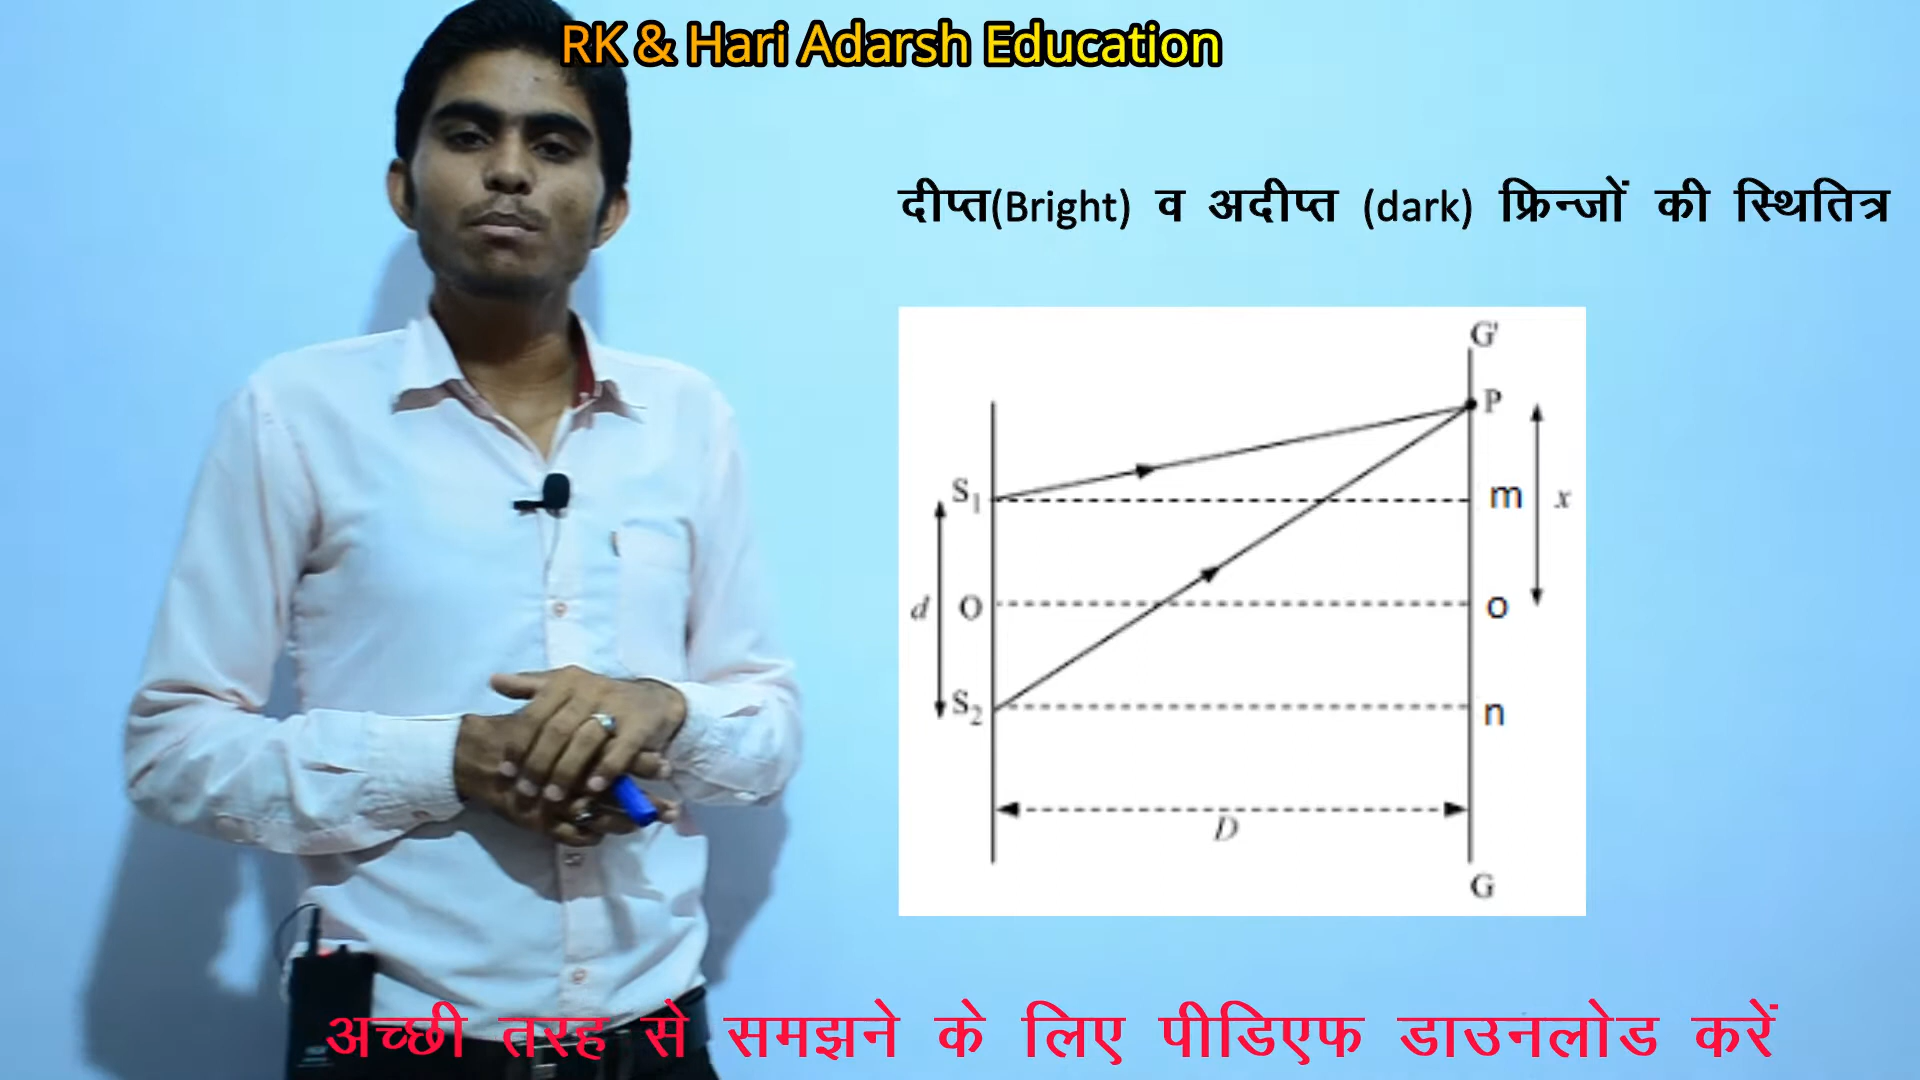 RK & Hari Adarsh Education
दीप्त(Bright) व अदीप्त (dark) फ्रिन्जों की स्थितित्र
G'
P
S1
m
x
d
O
o
S2
n
D
G
अच्छी तरह से समझने के लिए पीडिएफ डाउनलोड करें